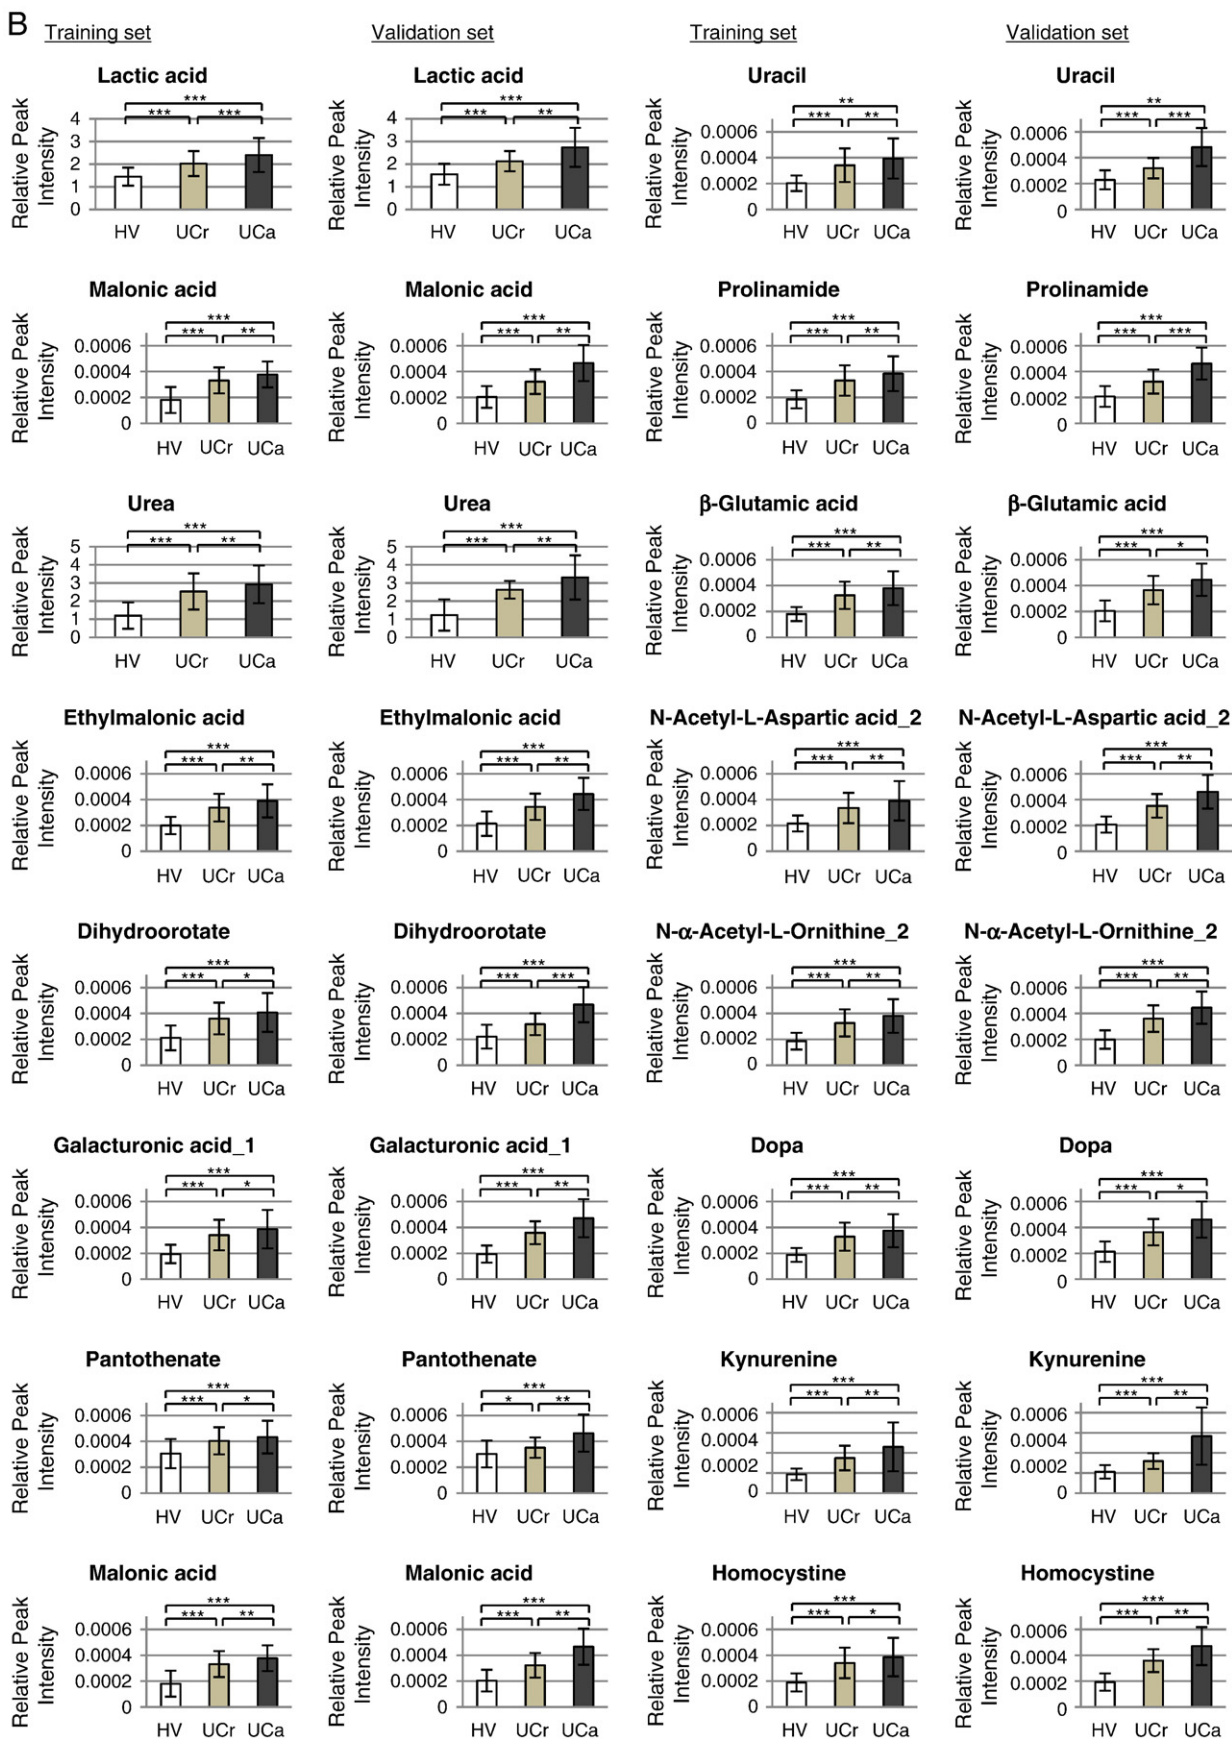 B
Training set Validation set Training set Validation set
Lactic acid Lactic acid Uracil Uracil
*** *** ** **
*** *** *** ** *** ** *** ***
Relative Peak Intensity Relative Peak Intensity Relative Peak Intensity Relative Peak Intensity
4 3 2 1 0
4 3 2 1 0
0.0006 0.0004 0.0002 0
0.0006 0.0004 0.0002 0
HV UCr UCa HV UCr UCa HV UCr UCa HV UCr UCa
Malonic acid Malonic acid Prolinamide Prolinamide
*** *** *** ***
*** ** *** ** *** ** *** ***
Relative Peak Intensity Relative Peak Intensity Relative Peak Intensity Relative Peak Intensity
0.0006 0.0004 0.0002 0
0.0006 0.0004 0.0002 0
0.0006 0.0004 0.0002 0
0.0006 0.0004 0.0002 0
HV UCr UCa HV UCr UCa HV UCr UCa HV UCr UCa
Urea Urea β-Glutamic acid β-Glutamic acid
*** *** *** ***
*** ** *** ** *** ** *** *
Relative Peak Intensity Relative Peak Intensity Relative Peak Intensity Relative Peak Intensity
5 4 3 2 1 0
5 4 3 2 1 0
0.0006 0.0004 0.0002 0
0.0006 0.0004 0.0002 0
HV UCr UCa HV UCr UCa HV UCr UCa HV UCr UCa
Ethylmalonic acid Ethylmalonic acid N-Acetyl-L-Aspartic acid_2 N-Acetyl-L-Aspartic acid_2
*** *** *** ***
*** ** *** ** *** ** *** **
Relative Peak Intensity Relative Peak Intensity Relative Peak Intensity Relative Peak Intensity
0.0006 0.0004 0.0002 0
0.0006 0.0004 0.0002 0
0.0006 0.0004 0.0002 0
0.0006 0.0004 0.0002 0
HV UCr UCa HV UCr UCa HV UCr UCa HV UCr UCa
Dihydroorotate Dihydroorotate N-α-Acetyl-L-Ornithine_2 N-α-Acetyl-L-Ornithine_2
*** *** *** ***
*** * *** *** *** ** *** **
Relative Peak Intensity Relative Peak Intensity Relative Peak Intensity Relative Peak Intensity
0.0006 0.0004 0.0002 0
0.0006 0.0004 0.0002 0
0.0006 0.0004 0.0002 0
0.0006 0.0004 0.0002 0
HV UCr UCa HV UCr UCa HV UCr UCa HV UCr UCa
Galacturonic acid_1 Galacturonic acid_1 Dopa Dopa
*** *** *** ***
*** * *** ** *** ** *** *
Relative Peak Intensity Relative Peak Intensity Relative Peak Intensity Relative Peak Intensity
0.0006 0.0004 0.0002 0
0.0006 0.0004 0.0002 0
0.0006 0.0004 0.0002 0
0.0006 0.0004 0.0002 0
HV UCr UCa HV UCr UCa HV UCr UCa HV UCr UCa
Pantothenate Pantothenate Kynurenine Kynurenine
*** *** *** ***
*** * * ** *** ** *** **
Relative Peak Intensity Relative Peak Intensity Relative Peak Intensity Relative Peak Intensity
0.0006 0.0004 0.0002 0
0.0006 0.0004 0.0002 0
0.0006 0.0004 0.0002 0
0.0006 0.0004 0.0002 0
HV UCr UCa HV UCr UCa HV UCr UCa HV UCr UCa
Malonic acid Malonic acid Homocystine Homocystine
*** *** *** ***
*** ** *** ** *** * *** **
Relative Peak Intensity Relative Peak Intensity Relative Peak Intensity Relative Peak Intensity
0.0006 0.0004 0.0002 0
0.0006 0.0004 0.0002 0
0.0006 0.0004 0.0002 0
0.0006 0.0004 0.0002 0
HV UCr UCa HV UCr UCa HV UCr UCa HV UCr UCa